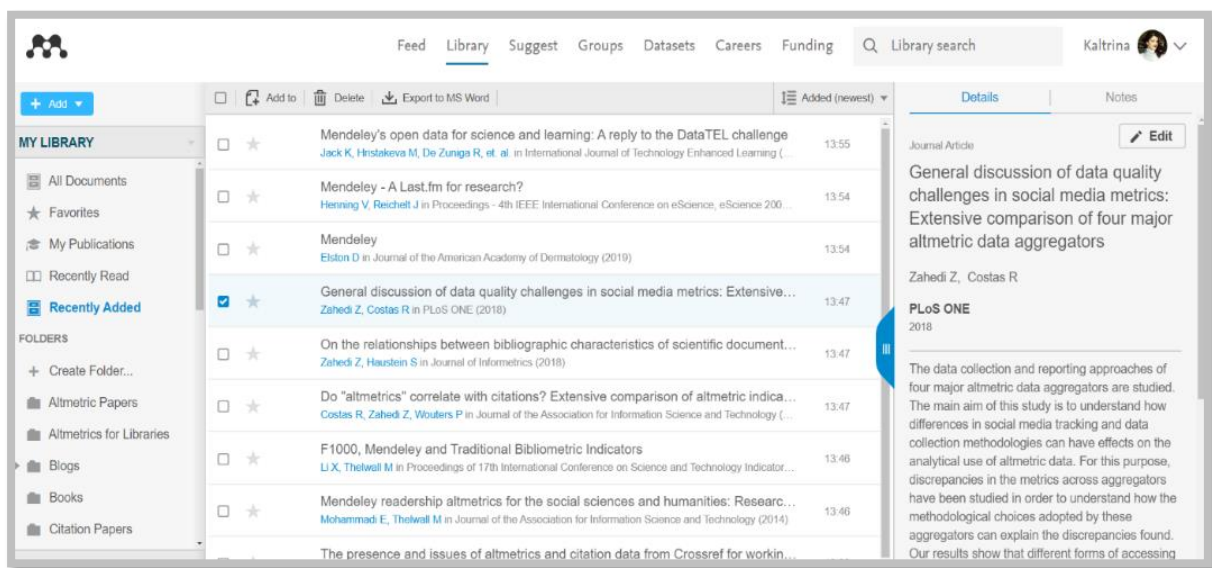 Feed Library Suggest Groups Datasets Careers Funding Library search Kaltrina
+ Add
MY LIBRARY
All Documents
Favorites
My Publications
Recently Read
Recently Added
FOLDERS
+ Create Folder...
Altmetric Papers
Altmetrics for Libraries
Blogs
Books
Citation Papers
Add to Delete Export to MS Word Added (newest)
Mendeley's open data for science and learning: A reply to the DataTEL challenge
Jack K, Hristakeva M, De Zuniga R, et. al. in International Journal of Technology Enhanced Learning (...
13:55
Mendeley - A Last.fm for research?
Henning V, Reichelt J in Proceedings - 4th IEEE International Conference on eScience, eScience 200...
13:54
Mendeley
Elston D in Journal of the American Academy of Dermatology (2019)
13:54
General discussion of data quality challenges in social media metrics: Extensive...
Zahedi Z, Costas R in PLoS ONE (2018)
13:47
On the relationships between bibliographic characteristics of scientific document...
Zahedi Z, Haustein S in Journal of Informetrics (2018)
13:47
Do "altmetrics" correlate with citations? Extensive comparison of altmetric indica...
Costas R, Zahedi Z, Wouters P in Journal of the Association for Information Science and Technology (...
13:47
F1000, Mendeley and Traditional Bibliometric Indicators
Li X, Thelwall M in Proceedings of 17th International Conference on Science and Technology Indicator...
13:46
Mendeley readership altmetrics for the social sciences and humanities: Researc...
Mohammadi E, Thelwall M in Journal of the Association for Information Science and Technology (2014)
13:46
The presence and issues of altmetrics and citation data from Crossref for workin...
Details Notes
Journal Article
Edit
General discussion of data quality
challenges in social media metrics:
Extensive comparison of four major
altmetric data aggregators
Zahedi Z, Costas R
PLoS ONE
2018
The data collection and reporting approaches of
four major altmetric data aggregators are studied.
The main aim of this study is to understand how
differences in social media tracking and data
collection methodologies can have effects on the
analytical use of altmetric data. For this purpose,
discrepancies in the metrics across aggregators
have been studied in order to understand how the
methodological choices adopted by these
aggregators can explain the discrepancies found.
Our results show that different forms of accessing